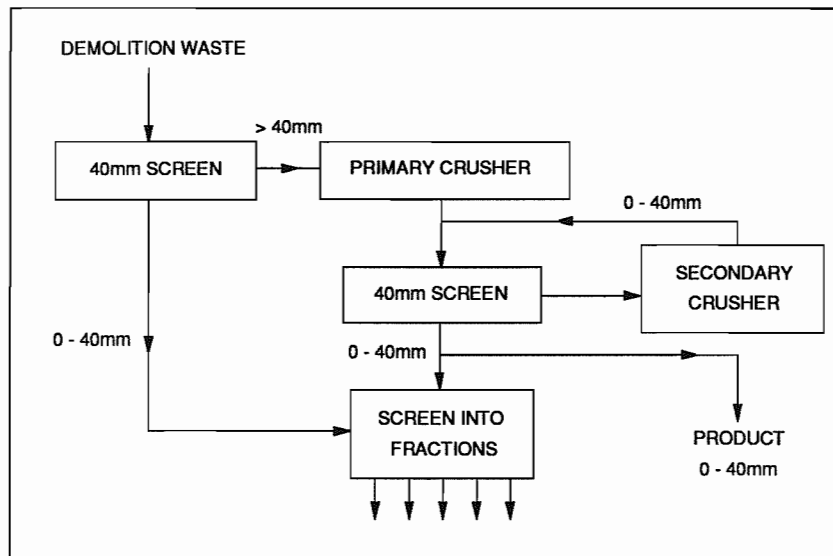 DEMOLITION WASTE
> 40mm
40mm SCREEN
PRIMARY CRUSHER
0 - 40mm
40mm SCREEN
SECONDARY
CRUSHER
0 - 40mm
0 - 40mm
SCREEN INTO
FRACTIONS
PRODUCT
0 - 40mm